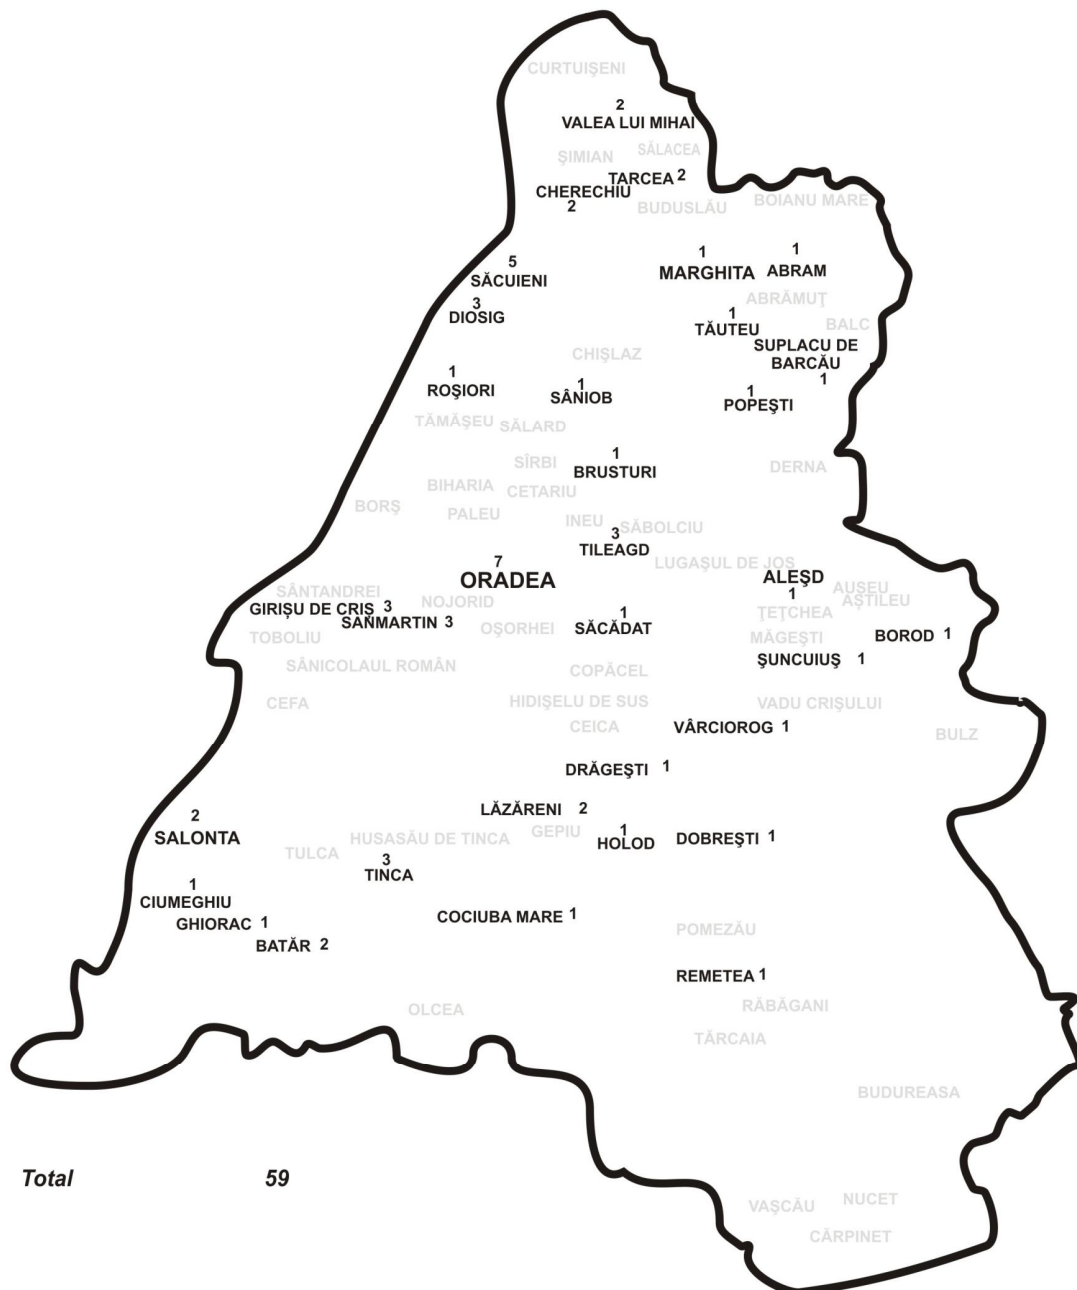 CURTUIŞENI
2
VALEA LUI MIHAI
ŞIMIAN
SĂLACEA
TARCEA 2
CHERECHIU
2
BUDUSLĂU
BOIANU MARE
5
SĂCUIENI
1
MARGHITA
1
ABRAM
ABRĂMUŢ
3
DIOSIG
1
TĂUTEU
BALC
SUPLACU DE
BARCĂU
1
CHIŞLAZ
1
ROŞIORI
1
SÂNIOB
1
POPEŞTI
TĂMĂŞEU
SĂLARD
1
BRUSTURI
SÎRBI
DERNA
BIHARIA
CETARIU
BORŞ
PALEU
INEU
SĂBOLCIU
3
TILEAGD
LUGAŞUL DE JOS
7
ORADEA
ALEŞD
1
AUŞEU
AŞTILEU
SÂNTANDREI
NOJORID
GIRIȘU DE CRIȘ 3
SANMARTIN 3
1
SĂCĂDAT
ŢEŢCHEA
TOBOLIU
OŞORHEI
MĂGEŞTI
BOROD 1
SÂNICOLAUL ROMÂN
COPĂCEL
ŞUNCUIUŞ 1
CEFA
HIDIŞELU DE SUS
VADU CRIŞULUI
CEICA
VÂRCIOROG 1
BULZ
DRĂGEŞTI 1
LĂZĂRENI 2
2
SALONTA
HUSASĂU DE TINCA
GEPIU
1
HOLOD
DOBREŞTI 1
TULCA
3
TINCA
1
CIUMEGHIU
GHIORAC 1
COCIUBA MARE 1
BATĂR 2
POMEZĂU
REMETEA 1
OLCEA
RĂBĂGANI
TĂRCAIA
BUDUREASA
Total 59
VAŞCĂU
NUCET
CĂRPINET